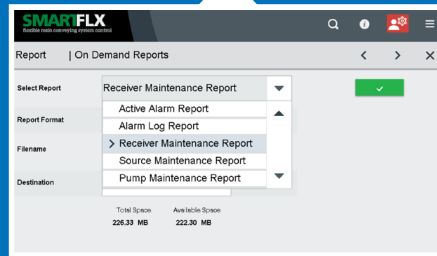 SMARTFLX
flexible resin conveying system control
Report | On Demand Reports
Select Report
Receiver Maintenance Report
Active Alarm Report
Report Format
Alarm Log Report
> Receiver Maintenance Report
Filename
Source Maintenance Report
Destination
Pump Maintenance Report
Total Space Available Space
226.33 MB 222.30 MB